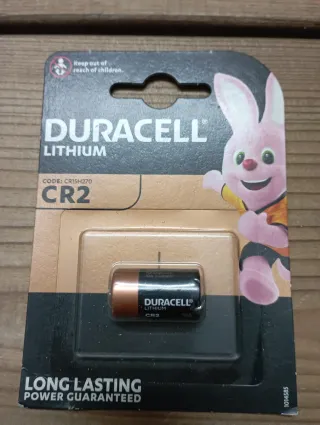 Keep out of
reach of children.
DURACELL®
LITHIUM
CODE: CR15H270
CR2
DURACELL
LITHIUM
CR2
LONG LASTING
POWER GUARANTEED